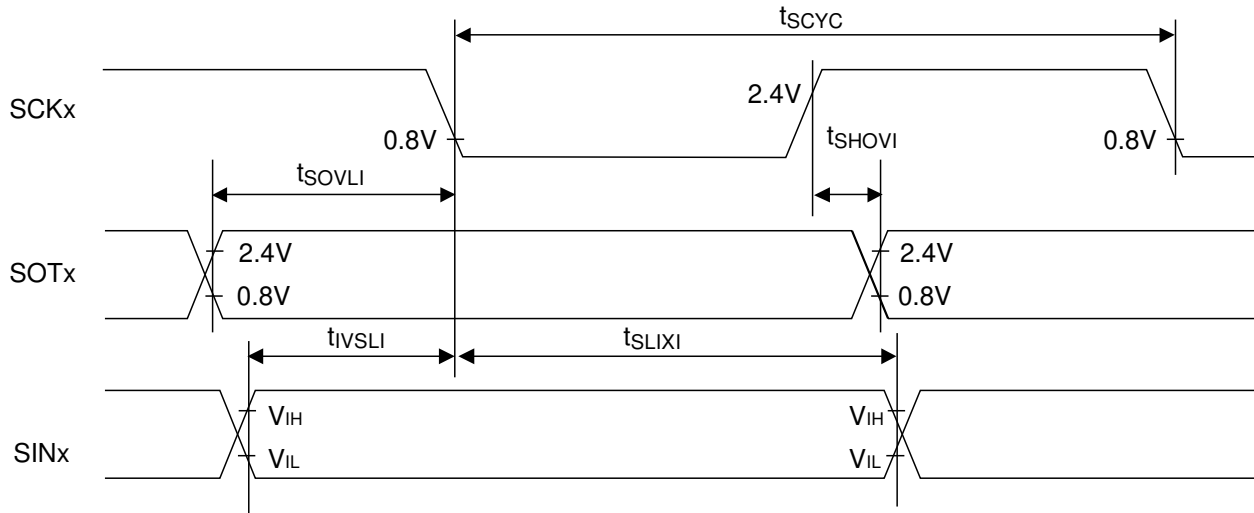 tSCYC
SCKx
2.4V
0.8V
tSHOVI
0.8V
tSOVLI
SOTx
2.4V
0.8V
2.4V
0.8V
tIVSLI
tSLIXI
SINx
VIH
VIL
VIH
VIL